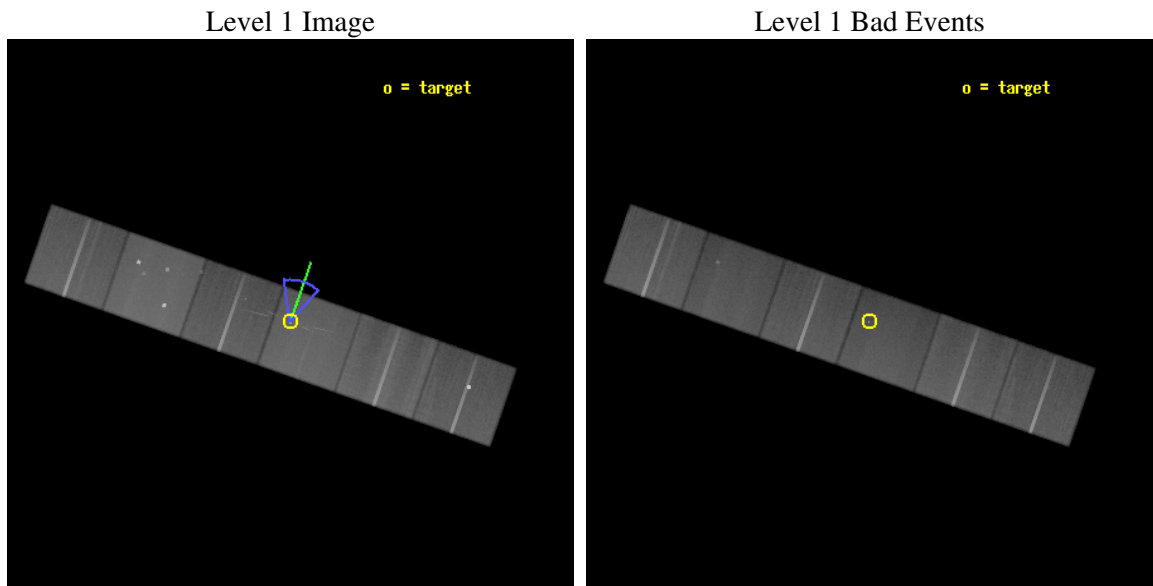 Level 1 Image
Level 1 Bad Events
o = target
o = target